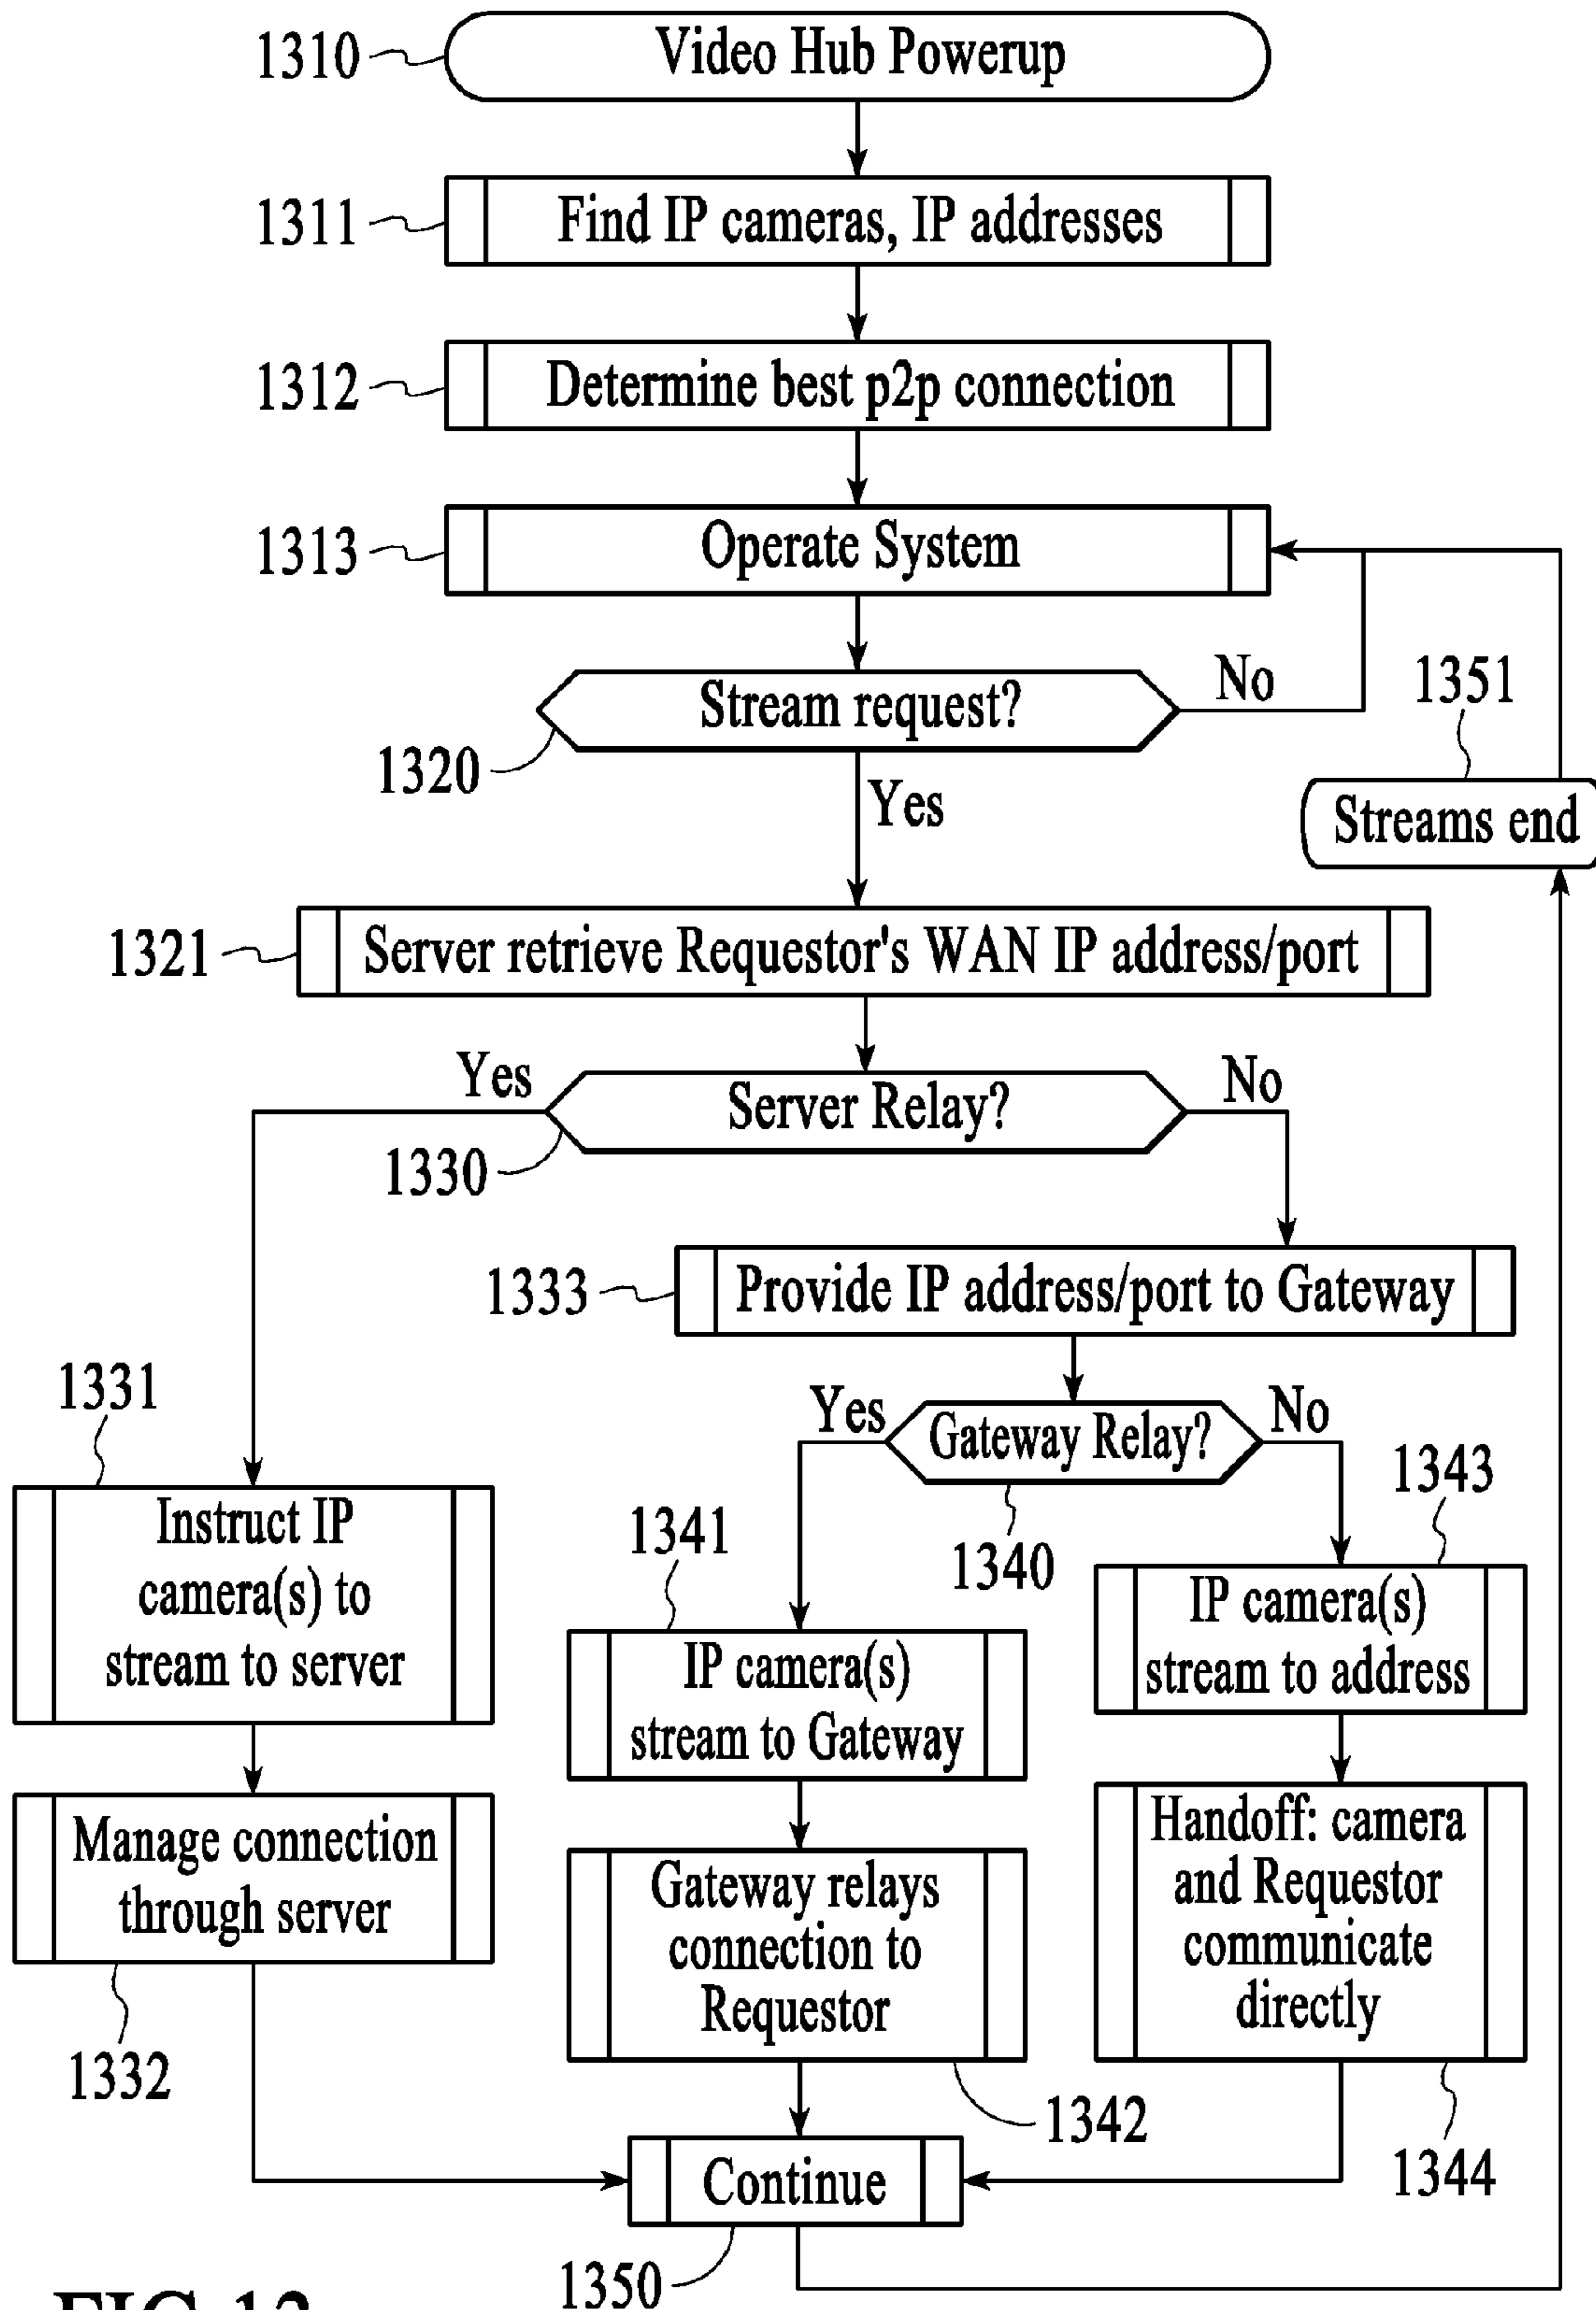 1310
Video Hub Powerup
1311
Find IP cameras, IP addresses
1312
Determine best p2p connection
1313
Operate System
Stream request?
No
1320
Yes
1351
Streams end
1321
Server retrieve Requestor's WAN IP address/port
Yes
Server Relay?
No
1330
1333
Provide IP address/port to Gateway
1331
Yes
Gateway Relay?
No
1340
1343
Instruct IP
camera(s) to
stream to server
1341
IP camera(s)
stream to Gateway
IP camera(s)
stream to address
Manage connection
through server
1332
Gateway relays
connection to
Requestor
1342
Handoff: camera
and Requestor
communicate
directly
1344
Continue
1350